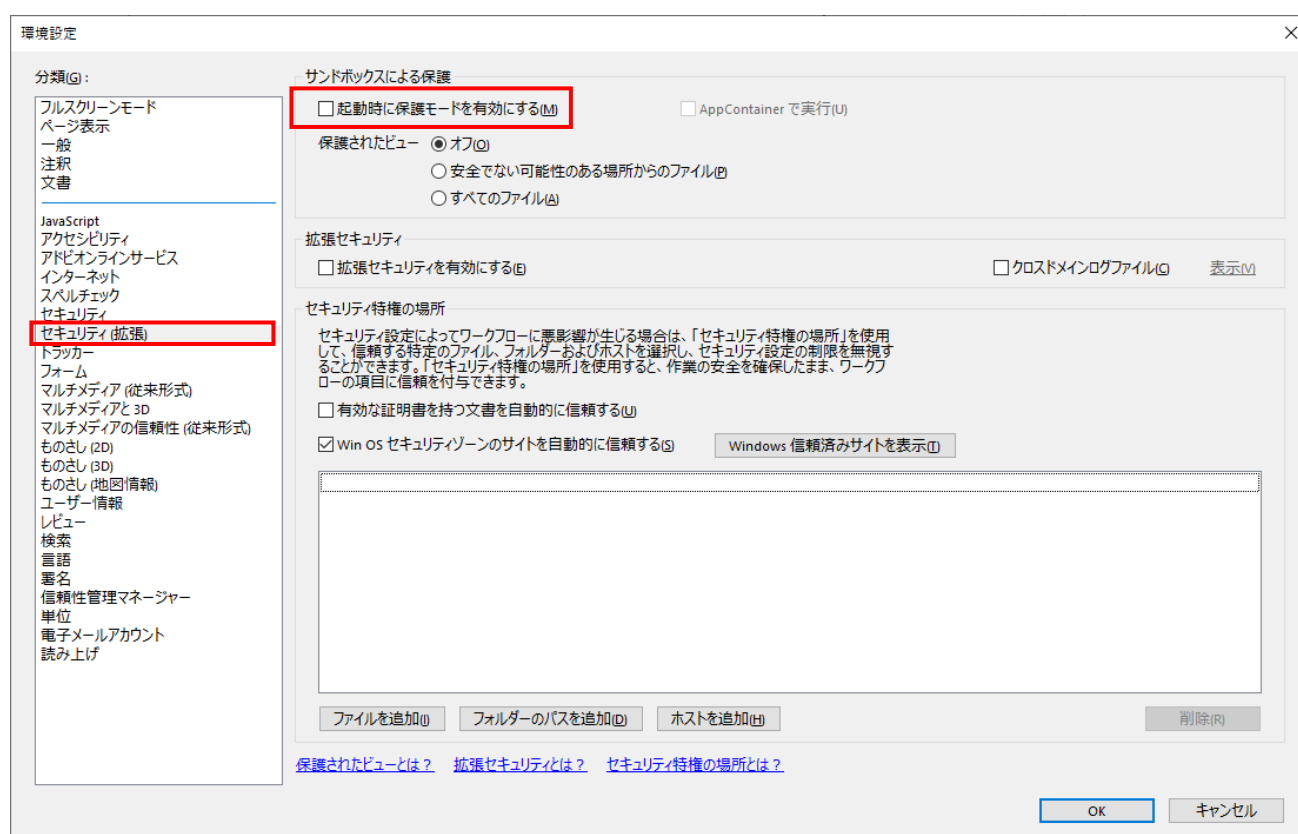 環境設定
分類(G):
フルスクリーンモード
ページ表示
一般
注釈
文書
JavaScript
アクセシビリティ
アドビオンラインサービス
インターネット
スペルチェック
セキュリティ
セキュリティ (拡張)
トラッカー
フォーム
マルチメディア (従来形式)
マルチメディアと 3D
マルチメディアの信頼性 (従来形式)
ものさし (2D)
ものさし (3D)
ものさし (地図情報)
ユーザー情報
レビュー
検索
言語
署名
信頼性管理マネージャー
単位
電子メールアカウント
読み上げ
サンドボックスによる保護
起動時に保護モードを有効にする(M)
AppContainer で実行(U)
保護されたビュー
オフ(O)
安全でない可能性のある場所からのファイル(P)
すべてのファイル(A)
拡張セキュリティ
拡張セキュリティを有効にする(E)
クロスドメインログファイル(C)
表示(V)
セキュリティ特権の場所
セキュリティ設定によってワークフローに悪影響が生じる場合は、「セキュリティ特権の場所」を使用
して、信頼する特定のファイル、フォルダーおよびホストを選択し、セキュリティ設定の制限を無視す
ることができます。「セキュリティ特権の場所」を使用すると、作業の安全を確保したまま、ワークフ
ローの項目に信頼を付与できます。
有効な証明書を持つ文書を自動的に信頼する(U)
Win OS セキュリティゾーンのサイトを自動的に信頼する(S)
Windows 信頼済みサイトを表示(T)
ファイルを追加(I)
フォルダーのパスを追加(D)
ホストを追加(H)
削除(R)
保護されたビューとは?
拡張セキュリティとは?
セキュリティ特権の場所とは?
OK
キャンセル